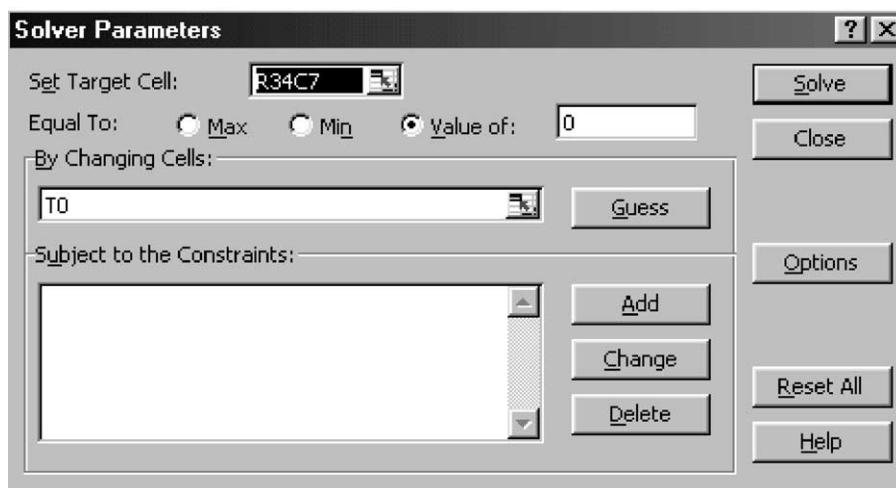 Solver Parameters
Set Target Cell: R34C7
Solve
Equal To: Max Min Value of: 0
Close
By Changing Cells:
T0
Guess
Subject to the Constraints:
Options
Add
Change
Reset All
Delete
Help